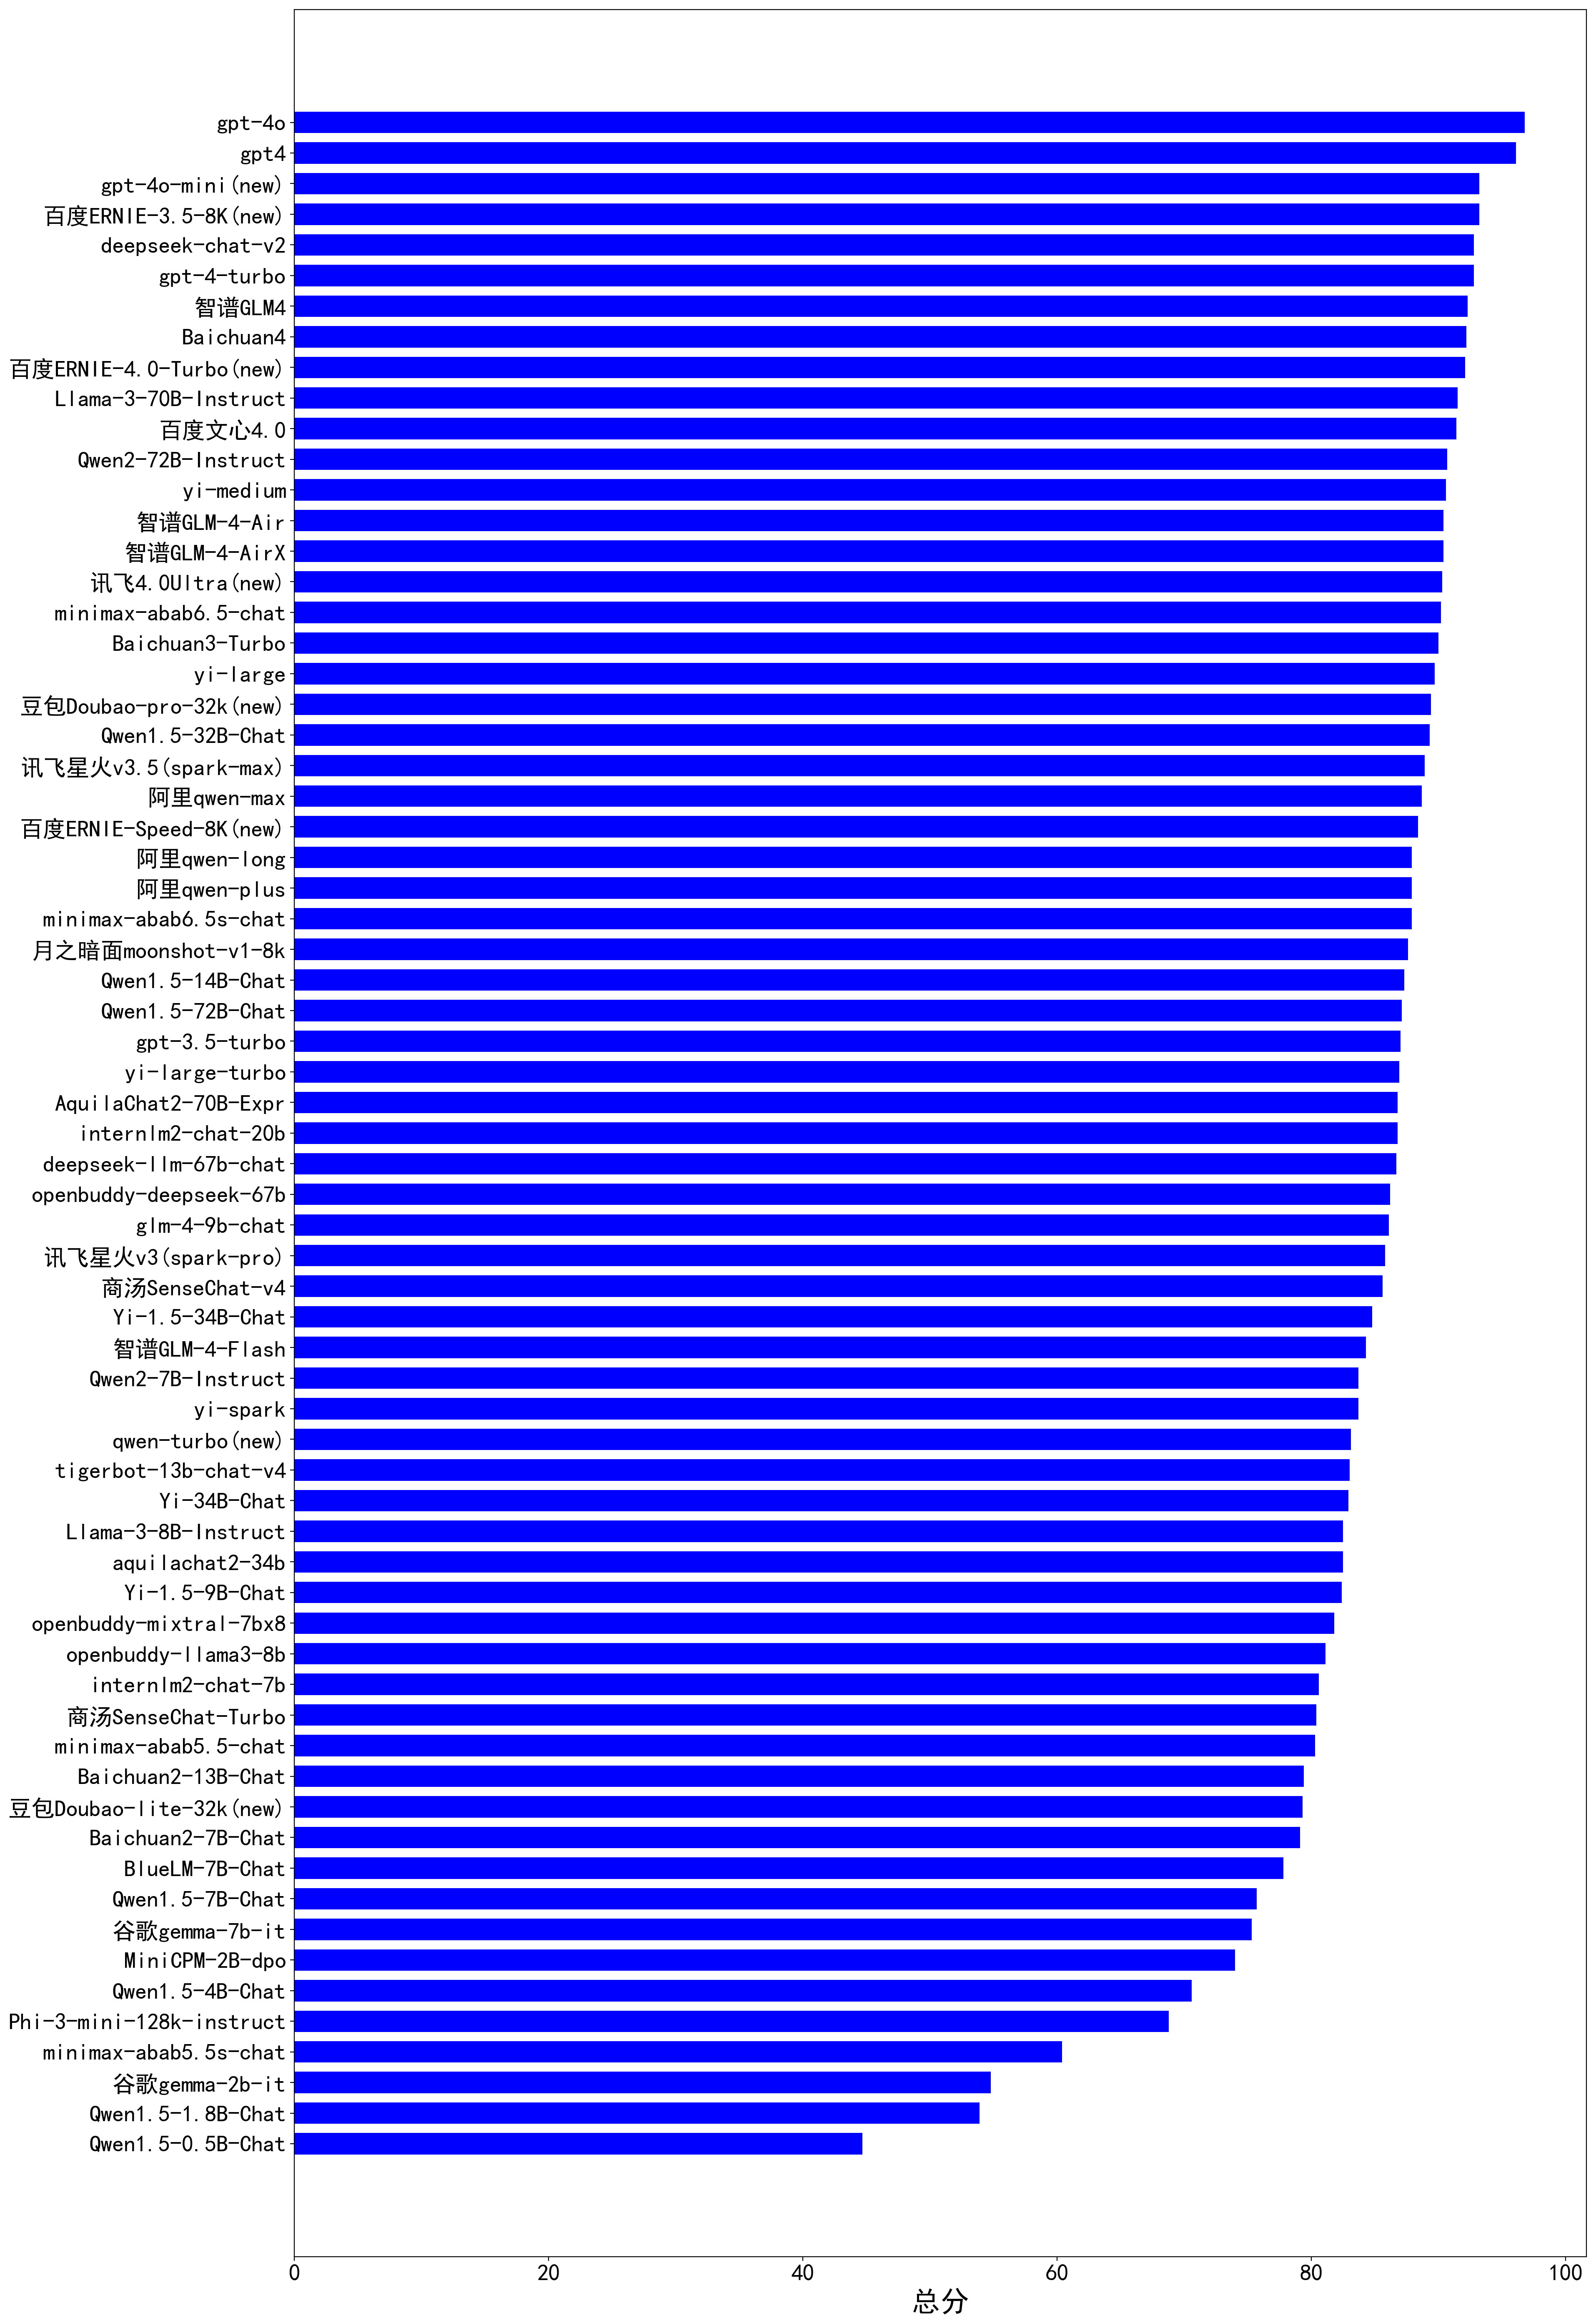 gpt-4o
gpt4
gpt-4o-mini(new)
百度ERNIE-3.5-8K(new)
deepseek-chat-v2
gpt-4-turbo
智谱GLM4
Baichuan4
百度ERNIE-4.0-Turbo(new)
Llama-3-70B-Instruct
百度文心4.0
Qwen2-72B-Instruct
yi-medium
智谱GLM-4-Air
智谱GLM-4-AirX
讯飞4.0Ultra(new)
minimax-abab6.5-chat
Baichuan3-Turbo
yi-large
豆包Doubao-pro-32k(new)
Qwen1.5-32B-Chat
讯飞星火v3.5(spark-max)
阿里qwen-max
百度ERNIE-Speed-8K(new)
阿里qwen-long
阿里qwen-plus
minimax-abab6.5s-chat
月之暗面moonshot-v1-8k
Qwen1.5-14B-Chat
Qwen1.5-72B-Chat
gpt-3.5-turbo
yi-large-turbo
AquilaChat2-70B-Expr
internlm2-chat-20b
deepseek-llm-67b-chat
openbuddy-deepseek-67b
glm-4-9b-chat
讯飞星火v3(spark-pro)
商汤SenseChat-v4
Yi-1.5-34B-Chat
智谱GLM-4-Flash
Qwen2-7B-Instruct
yi-spark
qwen-turbo(new)
tigerbot-13b-chat-v4
Yi-34B-Chat
Llama-3-8B-Instruct
aquilachat2-34b
Yi-1.5-9B-Chat
openbuddy-mixtral-7bx8
openbuddy-llama3-8b
internlm2-chat-7b
商汤SenseChat-Turbo
minimax-abab5.5-chat
Baichuan2-13B-Chat
豆包Doubao-lite-32k(new)
Baichuan2-7B-Chat
BlueLM-7B-Chat
Qwen1.5-7B-Chat
谷歌gemma-7b-it
MiniCPM-2B-dpo
Qwen1.5-4B-Chat
Phi-3-mini-128k-instruct
minimax-abab5.5s-chat
谷歌gemma-2b-it
Qwen1.5-1.8B-Chat
Qwen1.5-0.5B-Chat
0 20 40 60 80 100
总分